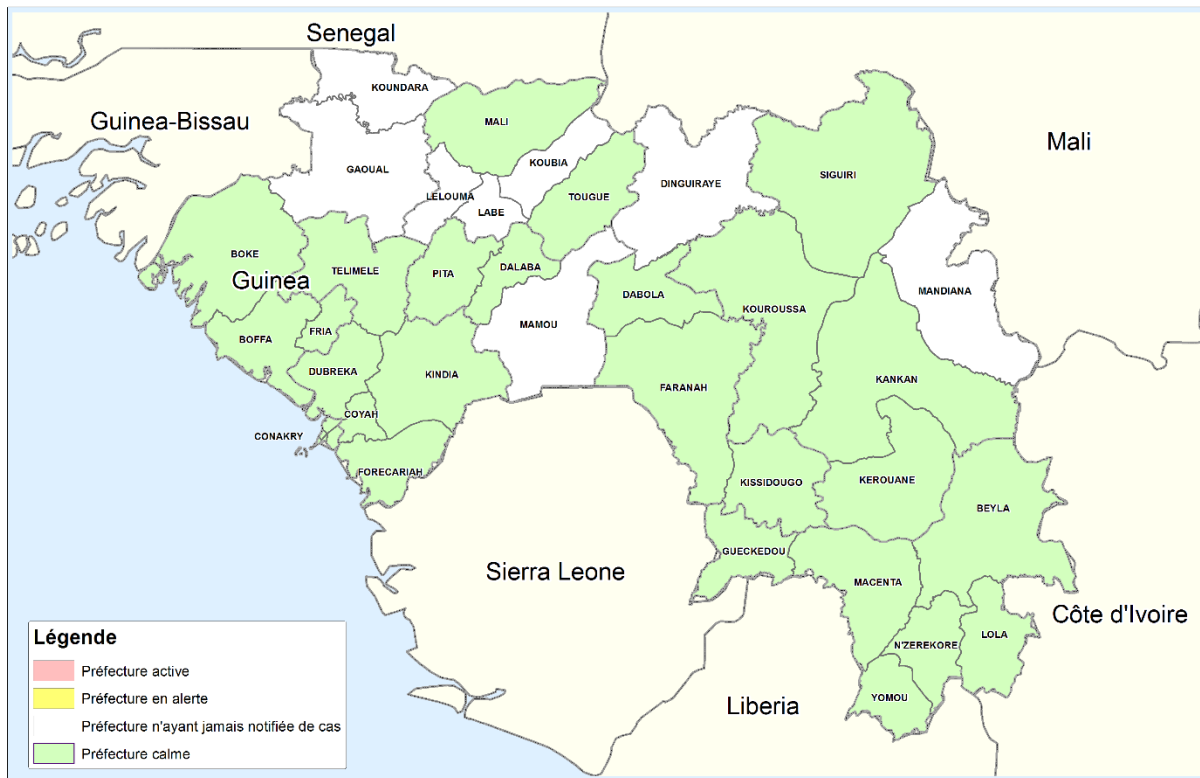 Senegal
KOUNDARA
Guinea-Bissau
MALI
Mali
GAOUAL
KOUBIA
DINGUIRAYE
SIGUIRI
LELOUMA
TOUGUE
LABE
BOKE
TELIMELE
PITA
DALABA
Guinea
DABOLA
MANDIANA
KOUROUSSA
MAMOU
FRIA
BOFFA
DUBREKA
KINDIA
KANKAN
FARANAH
COYAH
CONAKRY
FORECARIAH
KISSIDOUGO
KEROUANE
BEYLA
GUECKEDOU
Sierra Leone
MACENTA
Côte d'Ivoire
LOLA
N'ZEREKORE
YOMOU
Liberia
Légende
Préfecture active
Préfecture en alerte
Préfecture n'ayant jamais notifiée de cas
Préfecture calme